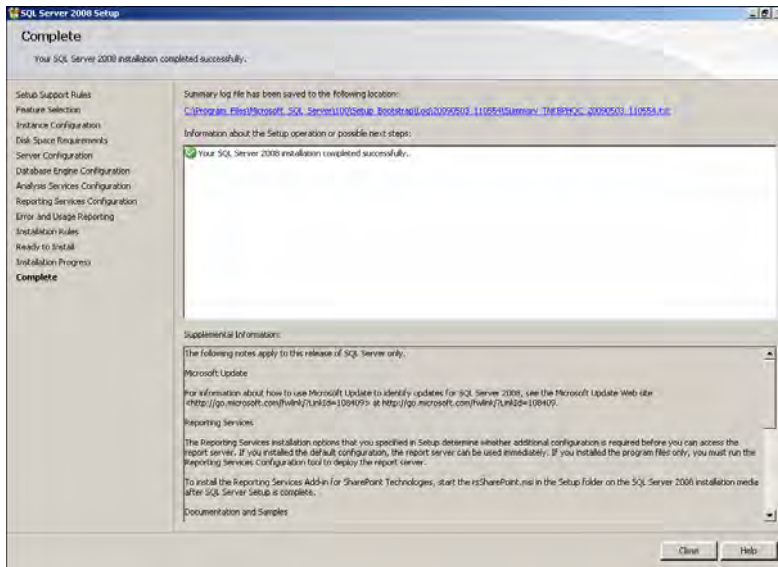 SQL Server 2008 Setup
Complete
Your SQL Server 2008 installation completed successfully.
Setup Support Rules
Feature Selection
Instance Configuration
Disk Space Requirements
Server Configuration
Database Engine Configuration
Analysis Services Configuration
Reporting Services Configuration
Error and Usage Reporting
Installation Rules
Ready to Install
Installation Progress
Complete
Summary log file has been saved to the following location:
C:\Program Files\Microsoft SQL Server\100\Setup Bootstrap\Log\20090503_110554\
Information about the Setup operation or possible next steps:
Your SQL Server 2008 installation completed successfully.
Supplemental Information:
The following notes apply to this release of SQL Server only.
Microsoft Update
For information about how to use Microsoft Update to identify updates for SQL Server 2008, see the Microsoft Update Web site
<http://go.microsoft.com/fwlink/?LinkId=108409> at http://go.microsoft.com/fwlink/?LinkId=108409.
Reporting Services
The Reporting Services installation options that you specified in Setup determine whether additional configuration is required before you can access the
report server. If you installed the default configuration, the report server can be used immediately. If you installed the program files only, you must run the
Reporting Services Configuration tool to deploy the report server.
To install the Reporting Services Add-in for SharePoint Technologies, start the rsSharePoint.msi in the Setup folder on the SQL Server 2008 installation media
after SQL Server Setup is complete.
Documentation and Samples
Close
Help